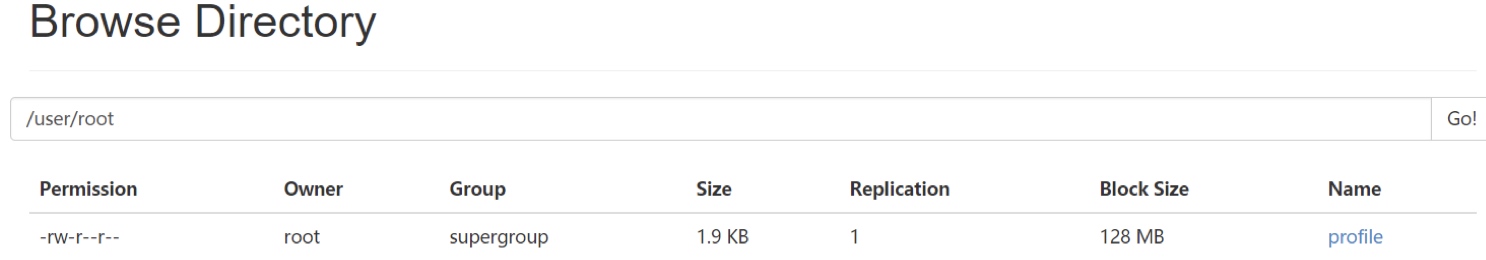 Browse Directory
/user/root Go!
Permission Owner Group Size Replication Block Size Name
-rw-r--r-- root supergroup 1.9 KB 1 128 MB profile